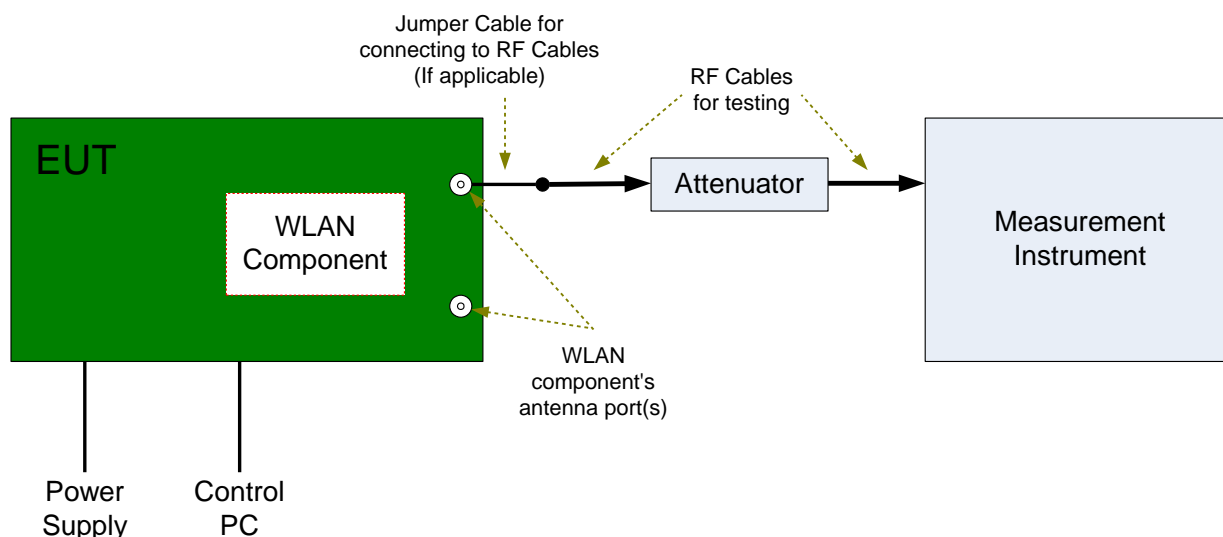 Jumper Cable for
connecting to RF Cables
(If applicable)
RF Cables
for testing
EUT
WLAN
Component
Attenuator
Measurement
Instrument
WLAN
component's
antenna port(s)
Power
Supply
Control
PC